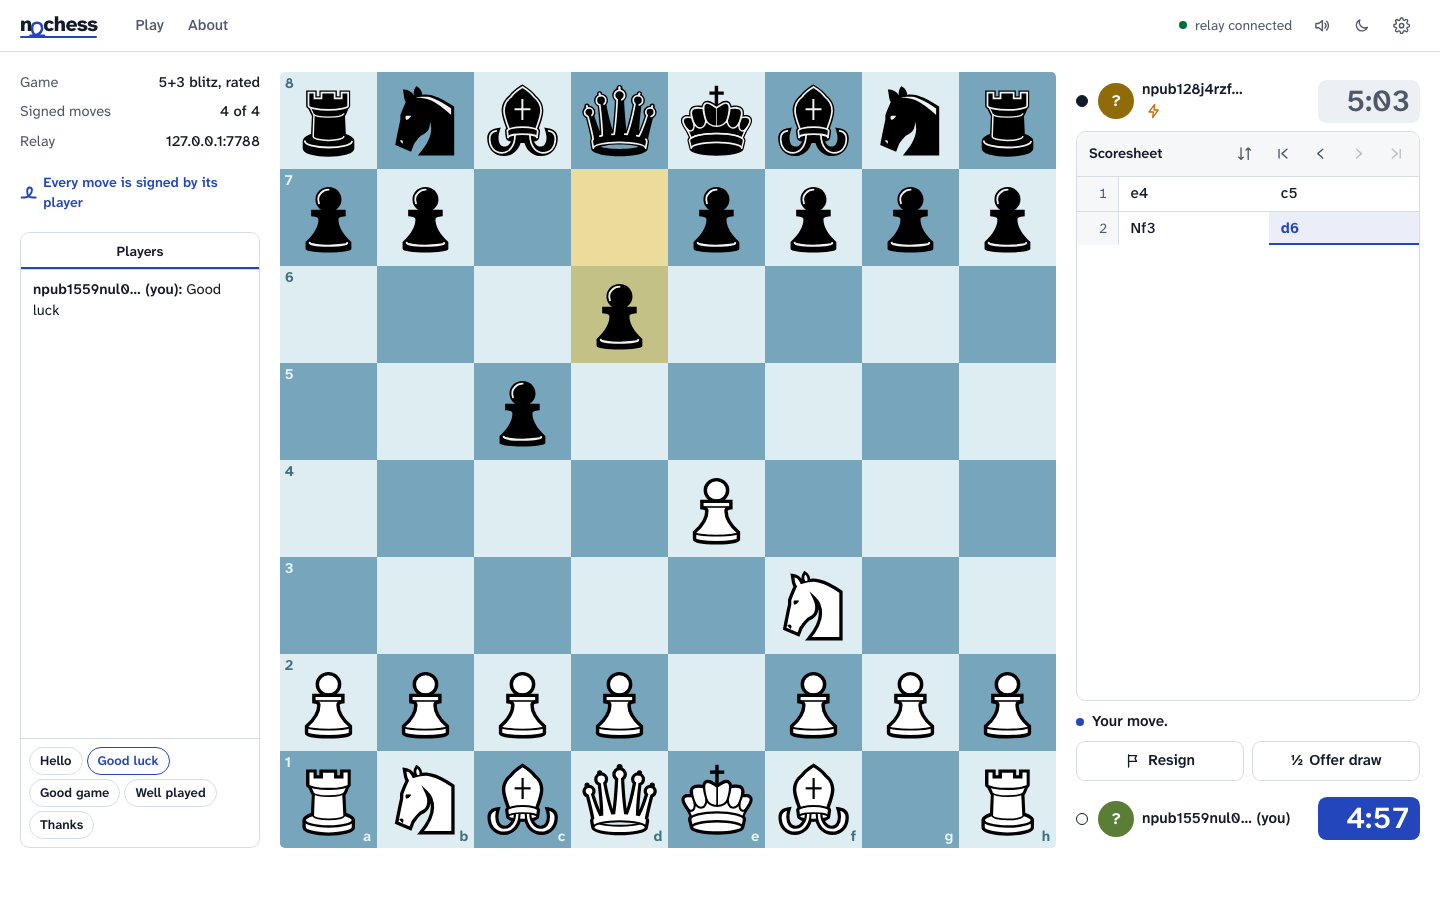 nochess
Play
About
relay connected
Game
5+3 blitz, rated
Signed moves
4 of 4
Relay
127.0.0.1:7788
Every move is signed by its
player
Players
npub1559nul0… (you): Good
luck
Hello
Good luck
Good game
Well played
Thanks
8
7
6
5
4
3
2
1
a
b
c
d
e
f
g
h
?
npub128j4rzf…
5:03
Scoresheet
1
e4
c5
2
Nf3
d6
Your move.
Resign
½ Offer draw
?
npub1559nul0… (you)
4:57